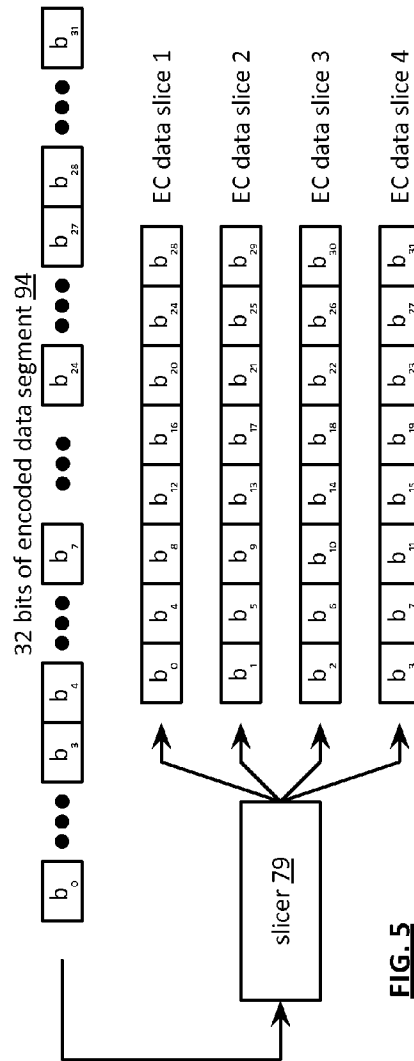 32 bits of encoded data segment 94
b0 ●●● b3 b4 ●●● b7 ●●● b24 ●●● b27 b28 ●●● b31
b0 b4 b8 b12 b16 b20 b24 b28 EC data slice 1
b1 b5 b9 b13 b17 b21 b25 b29 EC data slice 2
b2 b6 b10 b14 b18 b22 b26 b30 EC data slice 3
b3 b7 b11 b15 b19 b23 b27 b31 EC data slice 4
slicer 79
FIG. 5